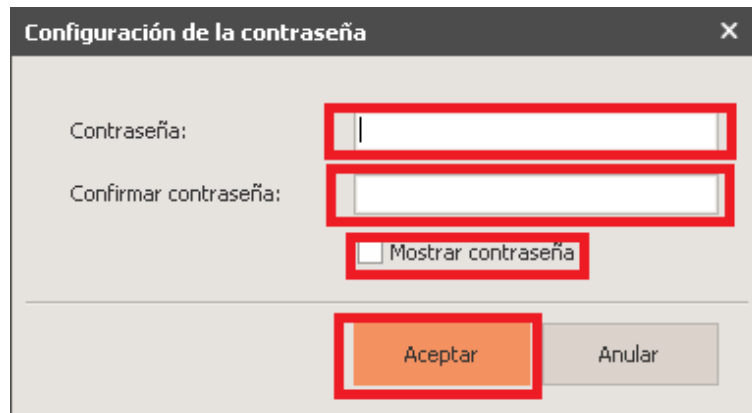 Configuración de la contraseña
Contraseña:
Confirmar contraseña:
Mostrar contraseña
Aceptar Anular